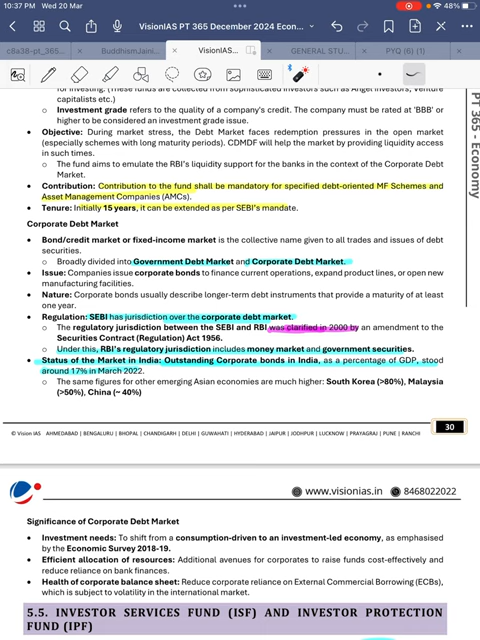 10:37 PM Wed 20 Mar
48%
VisionIAS PT 365 December 2024 Econ...
c8a38-pt_365...
BuddhismJaini...
VisionIAS...
GENERAL STU...
PYQ (6) (1)
for investing. (These funds are collected from sophisticated investors such as Angel investors, Venture
capitalists etc.)
o Investment grade refers to the quality of a company's credit. The company must be rated at 'BBB' or
higher to be considered an investment grade issue.
• Objective: During market stress, the Debt Market faces redemption pressures in the open market
(especially schemes with long maturity periods). CDMDF will help the market by providing liquidity access
in such times.
o The fund aims to emulate the RBI's liquidity support for the banks in the context of the Corporate Debt
Market.
• Contribution: Contribution to the fund shall be mandatory for specified debt-oriented MF Schemes and
Asset Management Companies (AMCs).
• Tenure: Initially 15 years, it can be extended as per SEBI's mandate.
Corporate Debt Market
• Bond/credit market or fixed-income market is the collective name given to all trades and issues of debt
securities.
o Broadly divided into Government Debt Market and Corporate Debt Market.
• Issue: Companies issue corporate bonds to finance current operations, expand product lines, or open new
manufacturing facilities.
• Nature: Corporate bonds usually describe longer-term debt instruments that provide a maturity of at least
one year.
• Regulation: SEBI has jurisdiction over the corporate debt market.
o The regulatory jurisdiction between the SEBI and RBI was clarified in 2000 by an amendment to the
Securities Contract (Regulation) Act 1956.
o Under this, RBI's regulatory jurisdiction includes money market and government securities.
• Status of the Market in India: Outstanding Corporate bonds in India, as a percentage of GDP, stood
around 17% in March 2022.
o The same figures for other emerging Asian economies are much higher: South Korea (>80%), Malaysia
(>50%), China (~ 40%)
PT 365 - Economy
30
© Vision IAS AHMEDABAD | BENGALURU | BHOPAL | CHANDIGARH | DELHI | GUWAHATI | HYDERABAD | JAIPUR | JODHPUR | LUCKNOW | PRAYAGRAJ | PUNE | RANCHI
www.visionias.in 8468022022
Significance of Corporate Debt Market
• Investment needs: To shift from a consumption-driven to an investment-led economy, as emphasised
by the Economic Survey 2018-19.
• Efficient allocation of resources: Additional avenues for corporates to raise funds cost-effectively and
reduce reliance on bank finances.
• Health of corporate balance sheet: Reduce corporate reliance on External Commercial Borrowing (ECBs),
which is subject to volatility in the international market.
5.5. INVESTOR SERVICES FUND (ISF) AND INVESTOR PROTECTION
FUND (IPF)